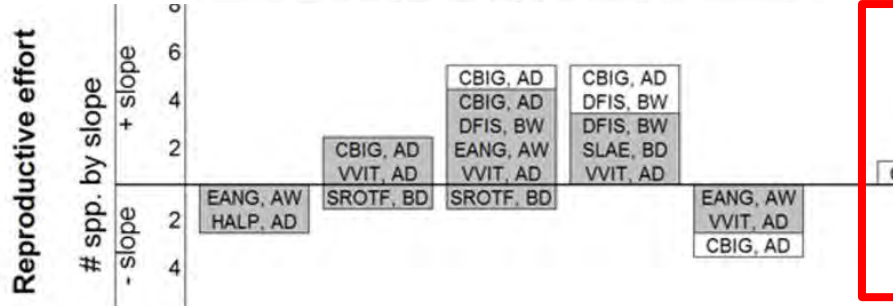 Reproductive effort
# spp. by slope
+ slope
- slope
6
4
2
2
4
CBIG, AD
VVIT, AD
SROTF, BD
EANG, AW
HALP, AD
CBIG, AD
CBIG, AD
DFIS, BW
EANG, AW
VVIT, AD
SROTF, BD
CBIG, AD
DFIS, BW
DFIS, BW
SLAE, BD
VVIT, AD
EANG, AW
VVIT, AD
CBIG, AD